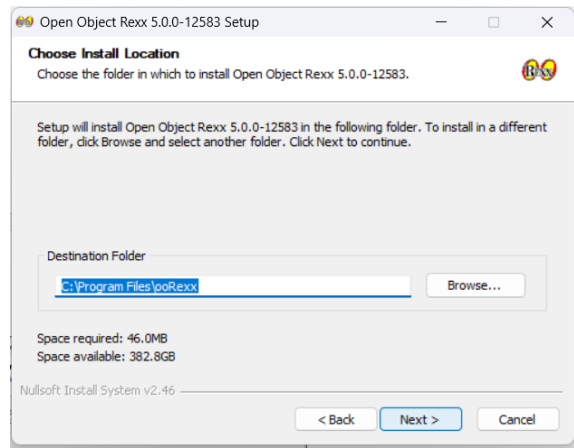 Open Object Rexx 5.0.0-12583 Setup
Choose Install Location
Choose the folder in which to install Open Object Rexx 5.0.0-12583.
RexX
Setup will install Open Object Rexx 5.0.0-12583 in the following folder. To install in a different
folder, click Browse and select another folder. Click Next to continue.
Destination Folder
C:\Program Files\ooRexx
Browse...
Space required: 46.0MB
Space available: 382.8GB
Nullsoft Install System v2.46
< Back
Next >
Cancel